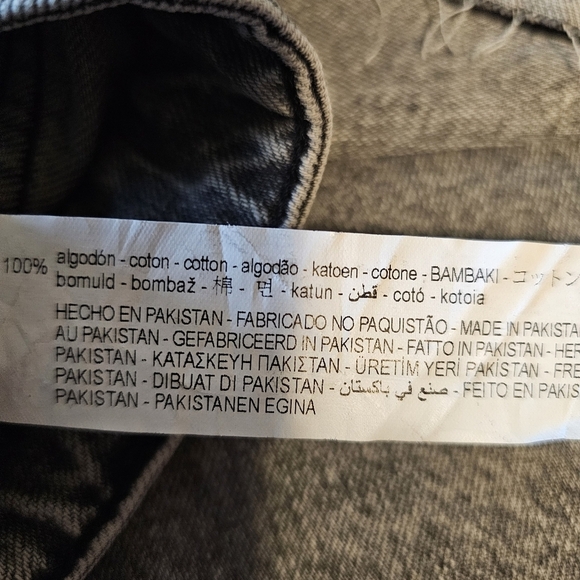 100% algodón - coton - cotton - algodão - katoen - cotone - BAMBAKI - コットン
bomuld - bombaž - 棉 - 면 - katun - قطن - cotó - kotoia
HECHO EN PAKISTAN - FABRICADO NO PAQUISTÃO - MADE IN PAKISTA
AU PAKISTAN - GEFABRICEERD IN PAKISTAN - FATTO IN PAKISTAN - HER
PAKISTAN - ΚΑΤΑΣΚΕΥΗ ΠΑΚΙΣΤΑΝ - ÜRETİM YERİ PAKİSTAN - FRE
PAKISTAN - DIBUAT DI PAKISTAN - صنع في باكستان - FEITO EN PAKIS
PAKISTAN - PAKISTANEN EGINA